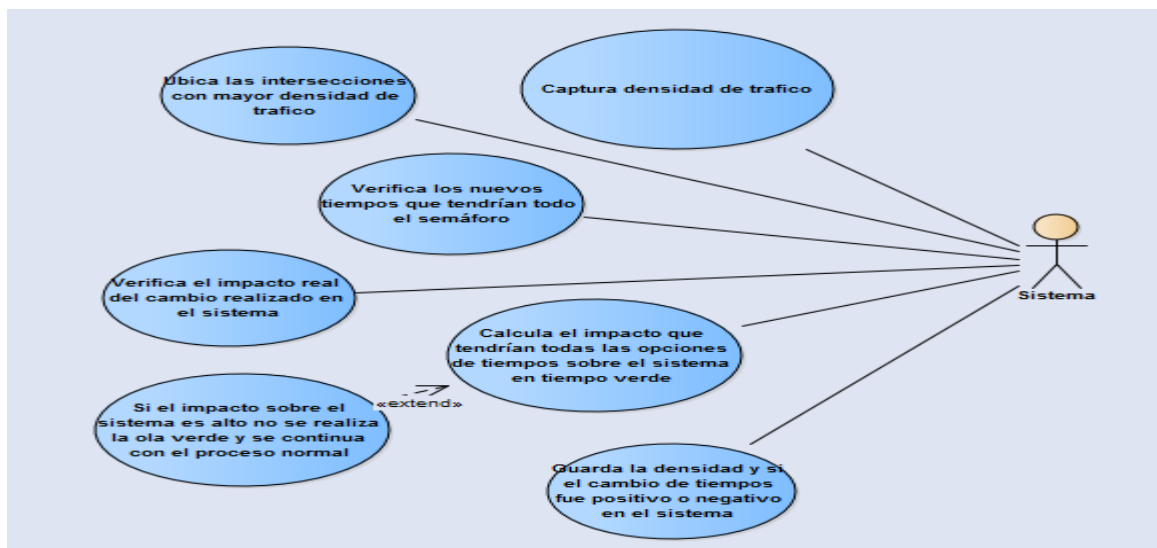 Ubica las intersecciones
con mayor densidad de
trafico
Captura densidad de trafico
Verifica los nuevos
tiempos que tendrían todo
el semáforo
Verifica el impacto real
del cambio realizado en
el sistema
Sistema
Calcula el impacto que
tendrían todas las opciones
de tiempos sobre el sistema
en tiempo verde
«extend»
Si el impacto sobre el
sistema es alto no se realiza
la ola verde y se continua
con el proceso normal
Guarda la densidad y si
el cambio de tiempos
fue positivo o negativo
en el sistema